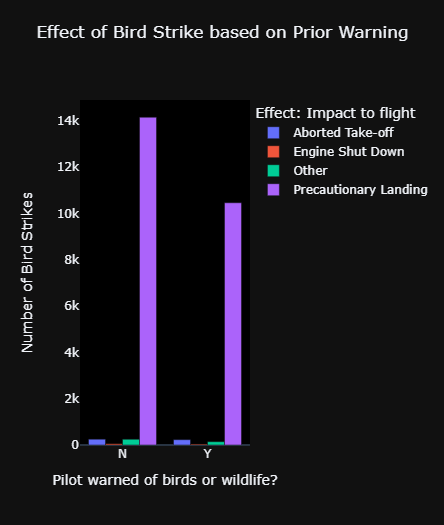 Effect of Bird Strike based on Prior Warning
Effect: Impact to flight
Aborted Take-off
Engine Shut Down
Other
Precautionary Landing
Number of Bird Strikes
14k
12k
10k
8k
6k
4k
2k
0
N Y
Pilot warned of birds or wildlife?